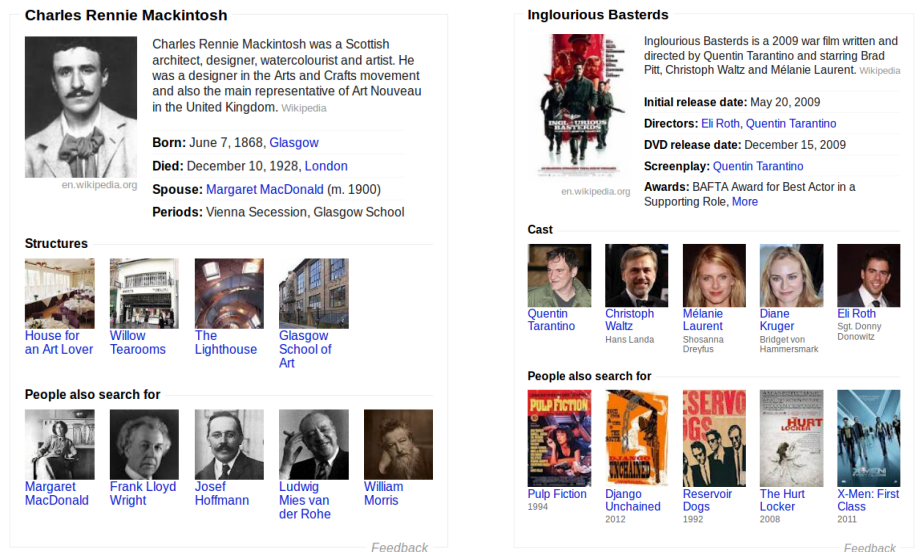 Charles Rennie Mackintosh
Charles Rennie Mackintosh was a Scottish
architect, designer, watercolourist and artist. He
was a designer in the Arts and Crafts movement
and also the main representative of Art Nouveau
in the United Kingdom. Wikipedia
en.wikipedia.org
Born: June 7, 1868, Glasgow
Died: December 10, 1928, London
Spouse: Margaret MacDonald (m. 1900)
Periods: Vienna Secession, Glasgow School
Structures
House for
an Art Lover
Willow
Tearooms
The
Lighthouse
Glasgow
School of
Art
People also search for
Margaret
MacDonald
Frank Lloyd
Wright
Josef
Hoffmann
Ludwig
Mies van
der Rohe
William
Morris
Feedback
Inglourious Basterds
INGLOURIOUS
BASTERDS
Inglourious Basterds is a 2009 war film written and
directed by Quentin Tarantino and starring Brad
Pitt, Christoph Waltz and Mélanie Laurent. Wikipedia
en.wikipedia.org
Initial release date: May 20, 2009
Directors: Eli Roth, Quentin Tarantino
DVD release date: December 15, 2009
Screenplay: Quentin Tarantino
Awards: BAFTA Award for Best Actor in a
Supporting Role, More
Cast
Quentin
Tarantino
Christoph
Waltz
Hans Landa
Mélanie
Laurent
Shosanna
Dreyfus
Diane
Kruger
Bridget von
Hammersmark
Eli Roth
Sgt. Donny
Donowitz
People also search for
PULP FICTION
DJANGO
UNCHAINED
SERVO
GS
HURT
LOCKER
Pulp Fiction
1994
Django
Unchained
2012
Reservoir
Dogs
1992
The Hurt
Locker
2008
X-Men: First
Class
2011
Feedback